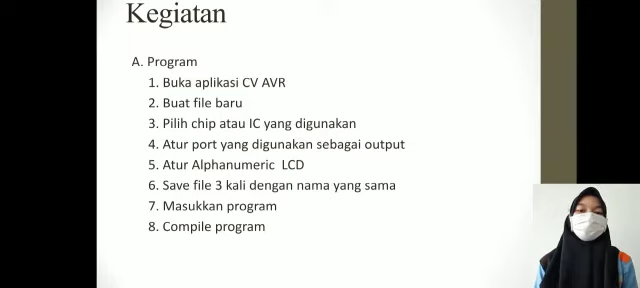 Kegiatan
A. Program
1. Buka aplikasi CV AVR
2. Buat file baru
3. Pilih chip atau IC yang digunakan
4. Atur port yang digunakan sebagai output
5. Atur Alphanumeric LCD
6. Save file 3 kali dengan nama yang sama
7. Masukkan program
8. Compile program